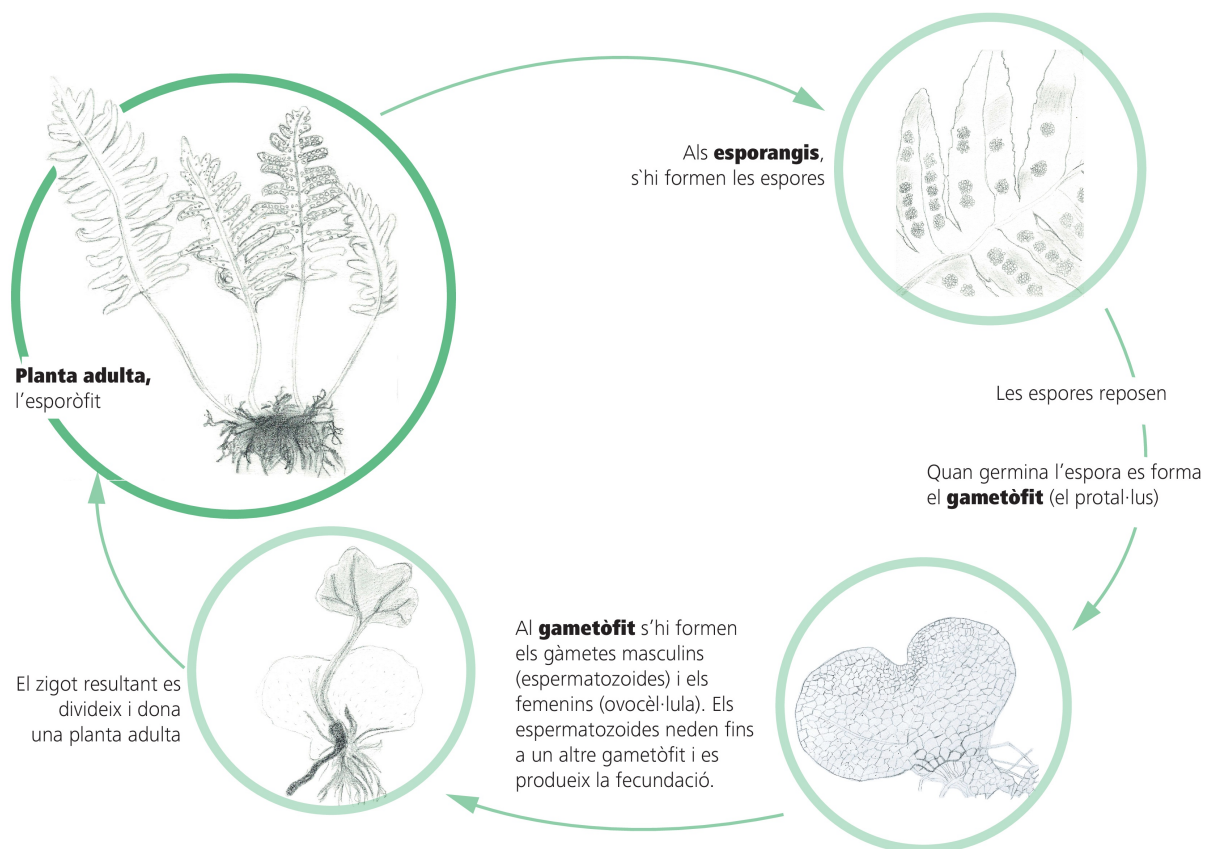 Planta adulta,
l'esporòfit
Als esporangis,
s`hi formen les espores
Les espores reposen
Quan germina l'espora es forma
el gametòfit (el protal·lus)
Al gametòfit s'hi formen
els gàmetes masculins
(espermatozoides) i els
femenins (ovocèl·lula). Els
espermatozoides neden fins
a un altre gametòfit i es
produeix la fecundació.
El zigot resultant es
divideix i dona
una planta adulta